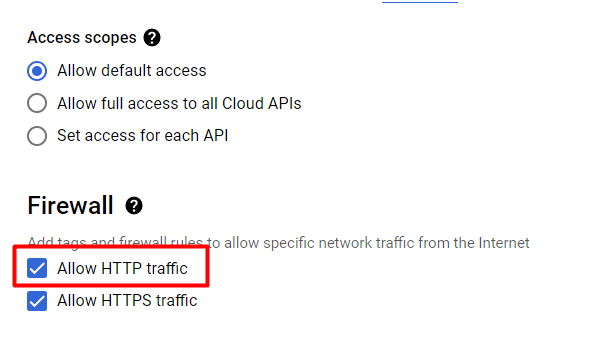 Access scopes
Allow default access
Allow full access to all Cloud APIs
Set access for each API
Firewall
Add tags and firewall rules to allow specific network traffic from the Internet
Allow HTTP traffic
Allow HTTPS traffic